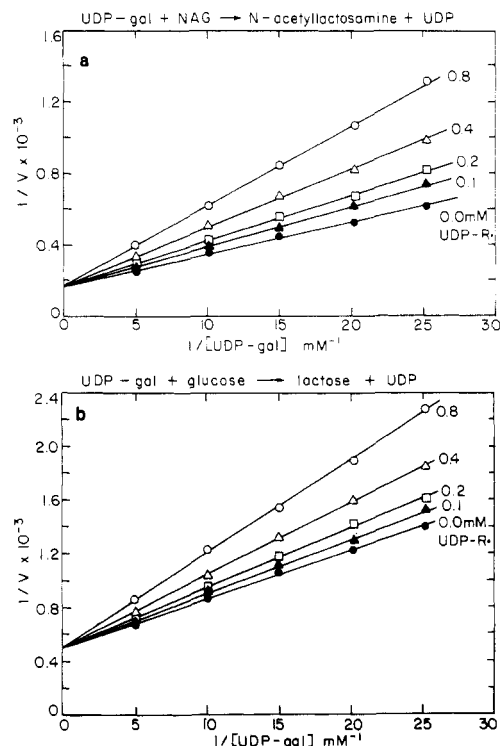 UDP-gal + NAG → N-acetyllactosamine + UDP
a
1.6
1.2
0.8
0.4
0
1/V x 10⁻³
0.8
0.4
0.2
0.1
0.0mM
UDP-R•
0 5 10 15 20 25 30
1/[UDP-gal] mM⁻¹
UDP-gal + glucose → lactose + UDP
b
2.4
2.0
1.6
1.2
0.8
0.4
0
1/V x 10⁻³
0.8
0.4
0.2
0.1
0.0mM
UDP-R•
0 5 10 15 20 25 30
1/[UDP-gal] mM⁻¹